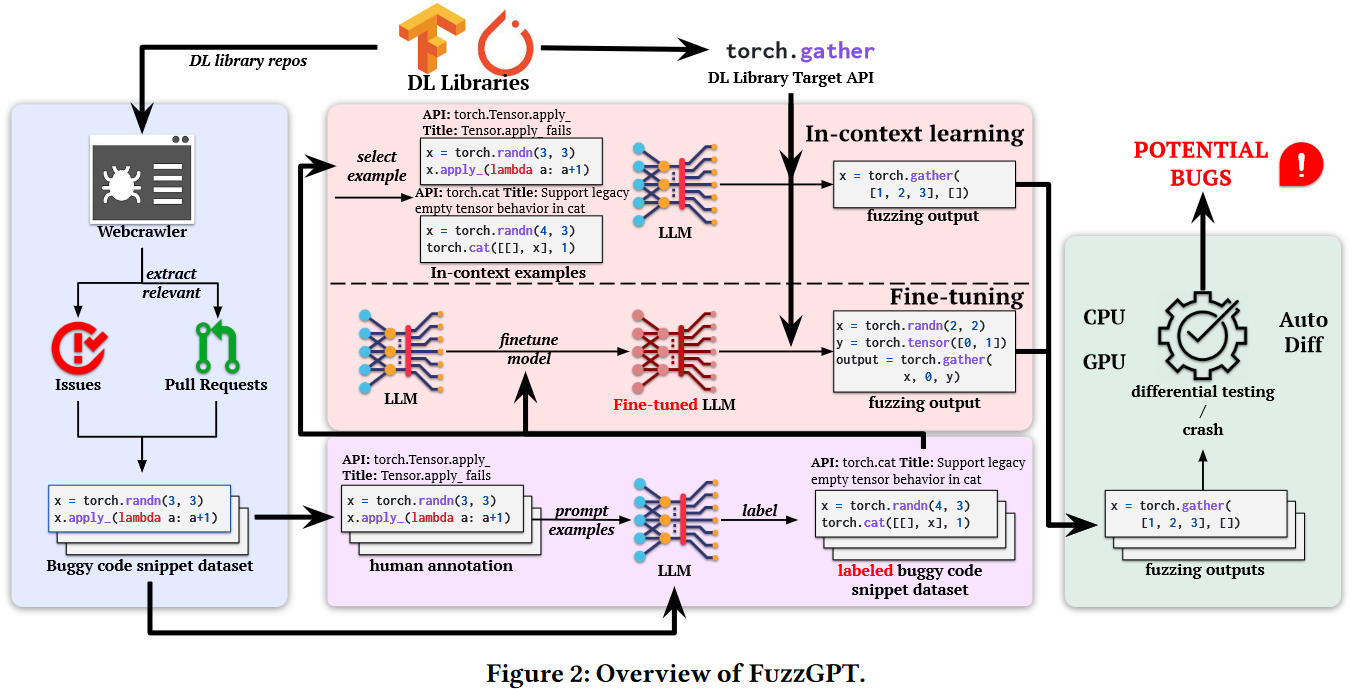 DL library repos
DL Libraries
torch.gather
DL Library Target API
Webcrawler
extract
relevant
Issues
Pull Requests
x = torch.randn(3, 3)
x.apply_(lambda a: a+1)
Buggy code snippet dataset
select
example
API: torch.Tensor.apply_
Title: Tensor.apply_ fails
x = torch.randn(3, 3)
x.apply_(lambda a: a+1)
API: torch.cat Title: Support legacy
empty tensor behavior in cat
x = torch.randn(4, 3)
torch.cat([[], x], 1)
In-context examples
LLM
In-context learning
x = torch.gather(
[1, 2, 3], [])
fuzzing output
Fine-tuning
LLM
finetune
model
Fine-tuned LLM
x = torch.randn(2, 2)
y = torch.tensor([0, 1])
output = torch.gather(
x, 0, y)
fuzzing output
API: torch.Tensor.apply_
Title: Tensor.apply_ fails
x = torch.randn(3, 3)
x.apply_(lambda a: a+1)
human annotation
prompt
examples
LLM
label
API: torch.cat Title: Support legacy
empty tensor behavior in cat
x = torch.randn(4, 3)
torch.cat([[], x], 1)
labeled buggy code
snippet dataset
POTENTIAL
BUGS
!
CPU
GPU
Auto
Diff
differential testing
/
crash
x = torch.gather(
[1, 2, 3], [])
fuzzing outputs
Figure 2: Overview of FuzzGPT.